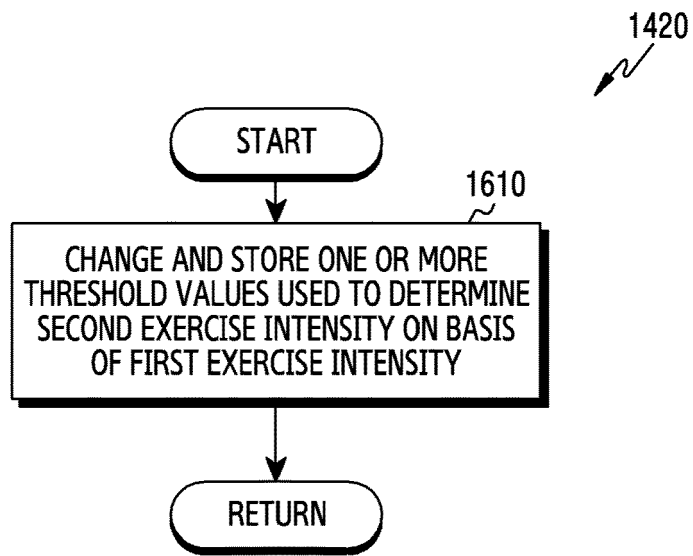 1420
START
1610
CHANGE AND STORE ONE OR MORE
THRESHOLD VALUES USED TO DETERMINE
SECOND EXERCISE INTENSITY ON BASIS
OF FIRST EXERCISE INTENSITY
RETURN